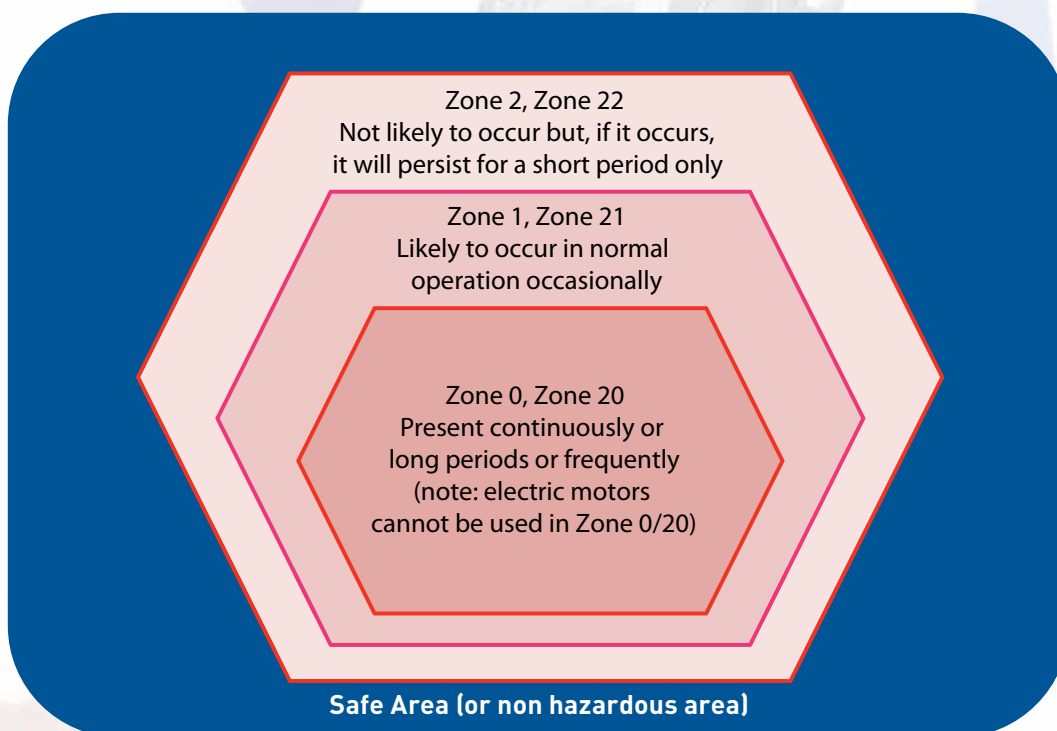 Zone 2, Zone 22
Not likely to occur but, if it occurs,
it will persist for a short period only
Zone 1, Zone 21
Likely to occur in normal
operation occasionally
Zone 0, Zone 20
Present continuously or
long periods or frequently
(note: electric motors
cannot be used in Zone 0/20)
Safe Area (or non hazardous area)